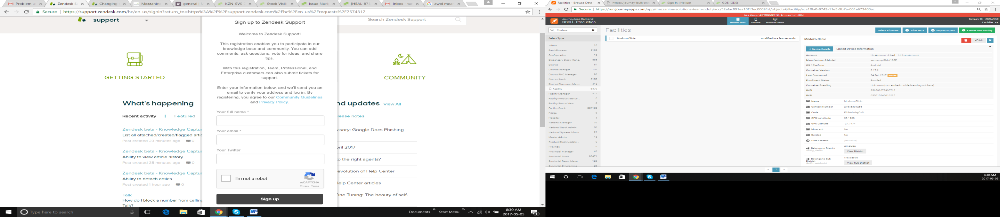 Problem u
Zendesk S
Changing
Mezzanine
general | N
KZN-SVS (
Stock Visib
Issue Navi
[HEAL-873
Inbox - tar
awol mear
Secure | https://support.zendesk.com/hc/en-us/signin?return_to=https%3A%2F%2Fsupport.zendesk.com%2Fhc%2Fen-us%2Frequests%2F2574312
support
Search Zendesk Support
Sign up to Zendesk Support
Welcome to Zendesk Support!
This registration enables you to participate in our
knowledge base and community. You can add
comments, ask questions, vote for ideas, and share
tips.
With this registration, Team, Professional, and
Enterprise customers can also submit tickets for
support.
Enter your information below, and we'll send you an
email to verify your address and log in. By
registering, you agree to our Community Guidelines
and Privacy Policy.
Your full name *
Your email *
Your Twitter
I'm not a robot
reCAPTCHA
Privacy - Terms
Sign up
GETTING STARTED
COMMUNITY
What's happening
Recent activity | Featured
Zendesk beta - Knowledge Captur
List all attached/created/flagged artic
Post created 23 minutes ago 0
Zendesk beta - Knowledge Captur
Ability to view article history
Post created 35 minutes ago 0
Zendesk beta - Knowledge Captur
Ability to detach artiles
Post created 1 hour ago 0
Talk
How do I block a number from calling
Talk?
nd updates View All
lease notes
visory: Google Docs Phishing
pril 2017
o the right agents?
evolution of Help Center
Help Center articles
Fine Tuning: The beauty of self-
Type here to search
Documents
Start Menu
8:30 AM
2017-05-05
Facilities - Browse Data -
https://journey-bulk-enr
Sign In | Helium
GDE (GDE)
Secure | https://run.journeyapps.com/app/mezzanine-solutions-team-ndoh/acc/52efac891ea10f13ec00091d/objects#/Facility/eca1f8a0-9742-11e3-9b7a-001e673400ac
App Backend: PRODUCTION Environment (SA)
JourneyApps Backend:
NDoH - Production
Browse Data
Devices
Backend Users
Company ID: MEZZANINE
T Achilles
Mndozo
Select Type:
Admin 26
BatchProcess 2103
Configuration 10
Dispensary Stock Mana.. 585
District 57
District Manager 152
District PHC Manager 96
District Stock 8153
District Pharmacy Man.. 413
Facility 3470
Facility Manager 477
Facility Product Status .. 0
Facility Status View 0
Facility Stock 357133
Fridge 0
Hospital 3
National Manager 35
National Stock Admin 56
National System Admin 21
Master Admin 13
Product Stock Update .. 0
Province 9
Provincial Manager 67
Provincial Stock 80471
Provincial Depot Mana.. 126
Provincial Programme 29
Facilities
Select All/None
Filter Data
Import/Export
Create New Facility
Mndozo Clinic
modified in a few seconds
Mndozo Clinic
Edit
Device Details Linked Device Information
Account No Account Linked – Link an Account
Manufacturer & Model samsung SM-J105F
OS / Platform Android
Container Version 3.17.2
Last Connected 24 Feb 2017
Enrollment Status Enrolled
Container Branding Unknown (com.embarkmobile.branding.ndohsvs)
IMEI 356502073930716
IMSI 655015245616225
Name Mndozo Clinic
Contact Number 27646304256
Code F1SAdWhgDxS
GPS Longitude 30.1908
GPS Latitude -27.7474
Must exit No
Deleted No
Date Created (no value)
Belongs to District Amajuba
facility_district
View District
Belongs to Sub-District Newcastle
facility_subdistrict
View Sub-District
1
8:30 AM
2017-05-05